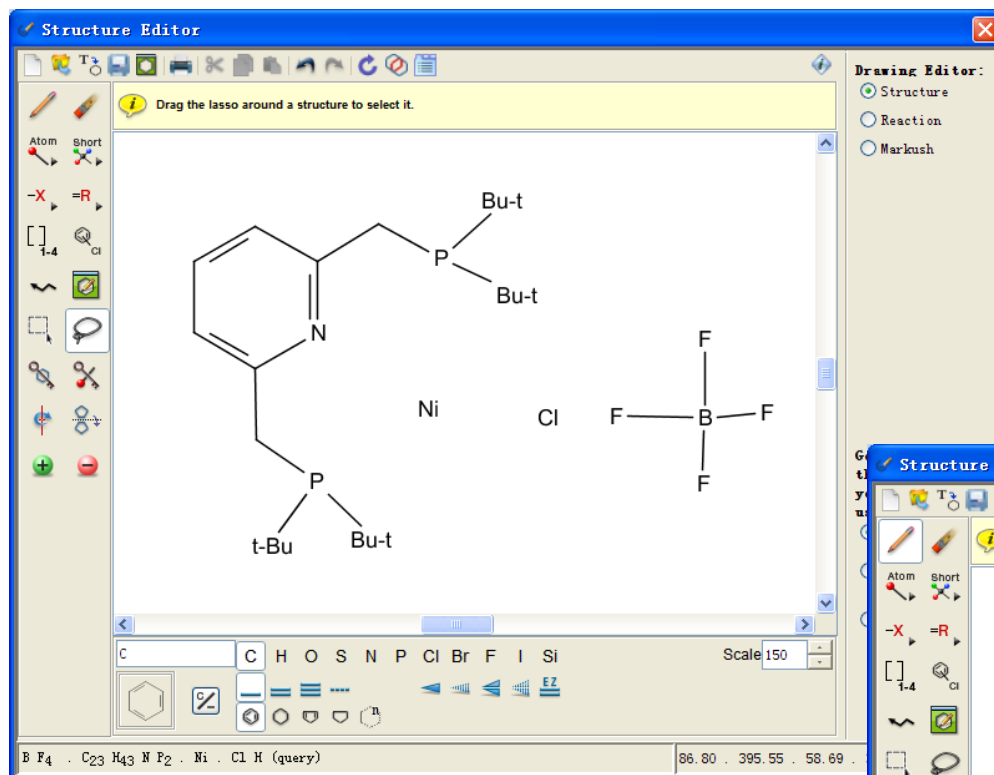 Structure Editor
Drag the lasso around a structure to select it.
Drawing Editor:
Structure
Reaction
Markush
Atom Short
-X =R
[ ] 1-4 Cl
Bu-t
P
Bu-t
N
F
Ni Cl F B F
F
P
t-Bu Bu-t
Structure
Atom Short
-X =R
[ ] 1-4 Cl
C
C H O S N P Cl Br F I Si
Scale 150
EZ
n
B F4 . C23 H43 N P2 . Ni . Cl H (query)
86.80 . 395.55 . 58.69 .